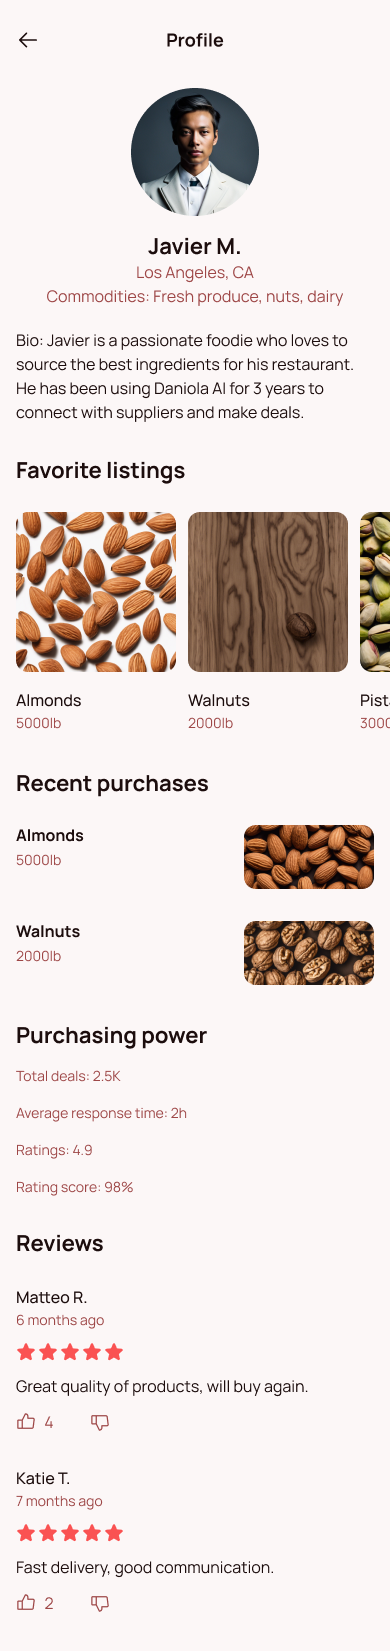 Profile
Javier M.
Los Angeles, CA
Commodities: Fresh produce, nuts, dairy
Bio: Javier is a passionate foodie who loves to
source the best ingredients for his restaurant.
He has been using Daniola AI for 3 years to
connect with suppliers and make deals.
Favorite listings
Almonds
5000lb
Walnuts
2000lb
Recent purchases
Almonds
5000lb
Walnuts
2000lb
Purchasing power
Total deals: 2.5K
Average response time: 2h
Ratings: 4.9
Rating score: 98%
Reviews
Matteo R.
6 months ago
Great quality of products, will buy again.
4
Katie T.
7 months ago
Fast delivery, good communication.
2